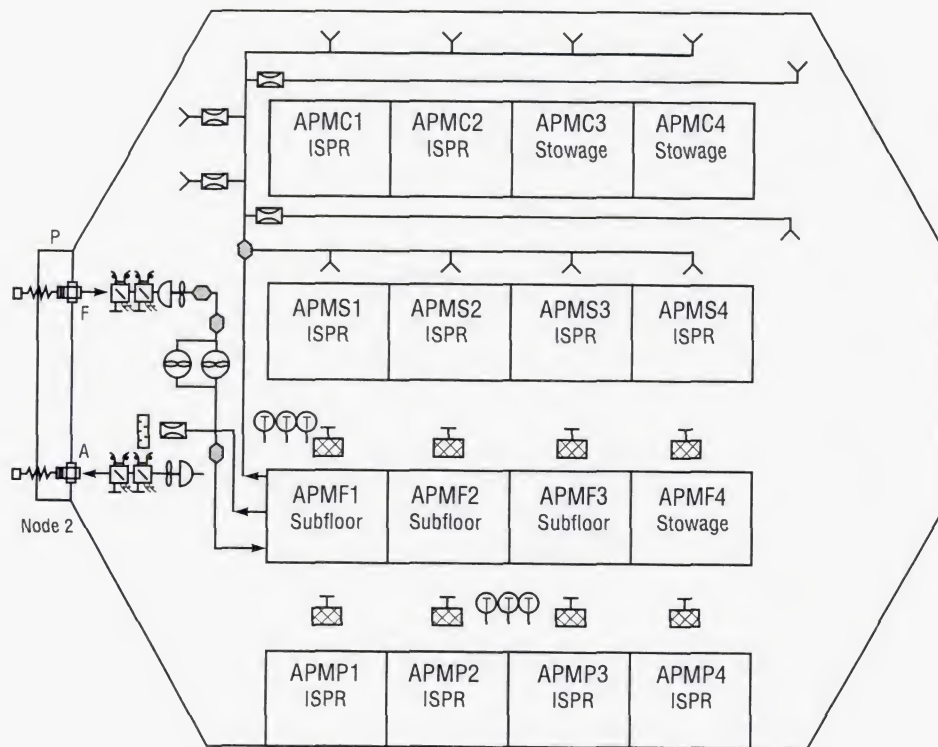 APMC1 APMC2 APMC3 APMC4
ISPR ISPR Stowage Stowage
P
F
APMS1 APMS2 APMS3 APMS4
ISPR ISPR ISPR ISPR
T T T
A
APMF1 APMF2 APMF3 APMF4
Subfloor Subfloor Subfloor Stowage
Node 2
T T T
APMP1 APMP2 APMP3 APMP4
ISPR ISPR ISPR ISPR